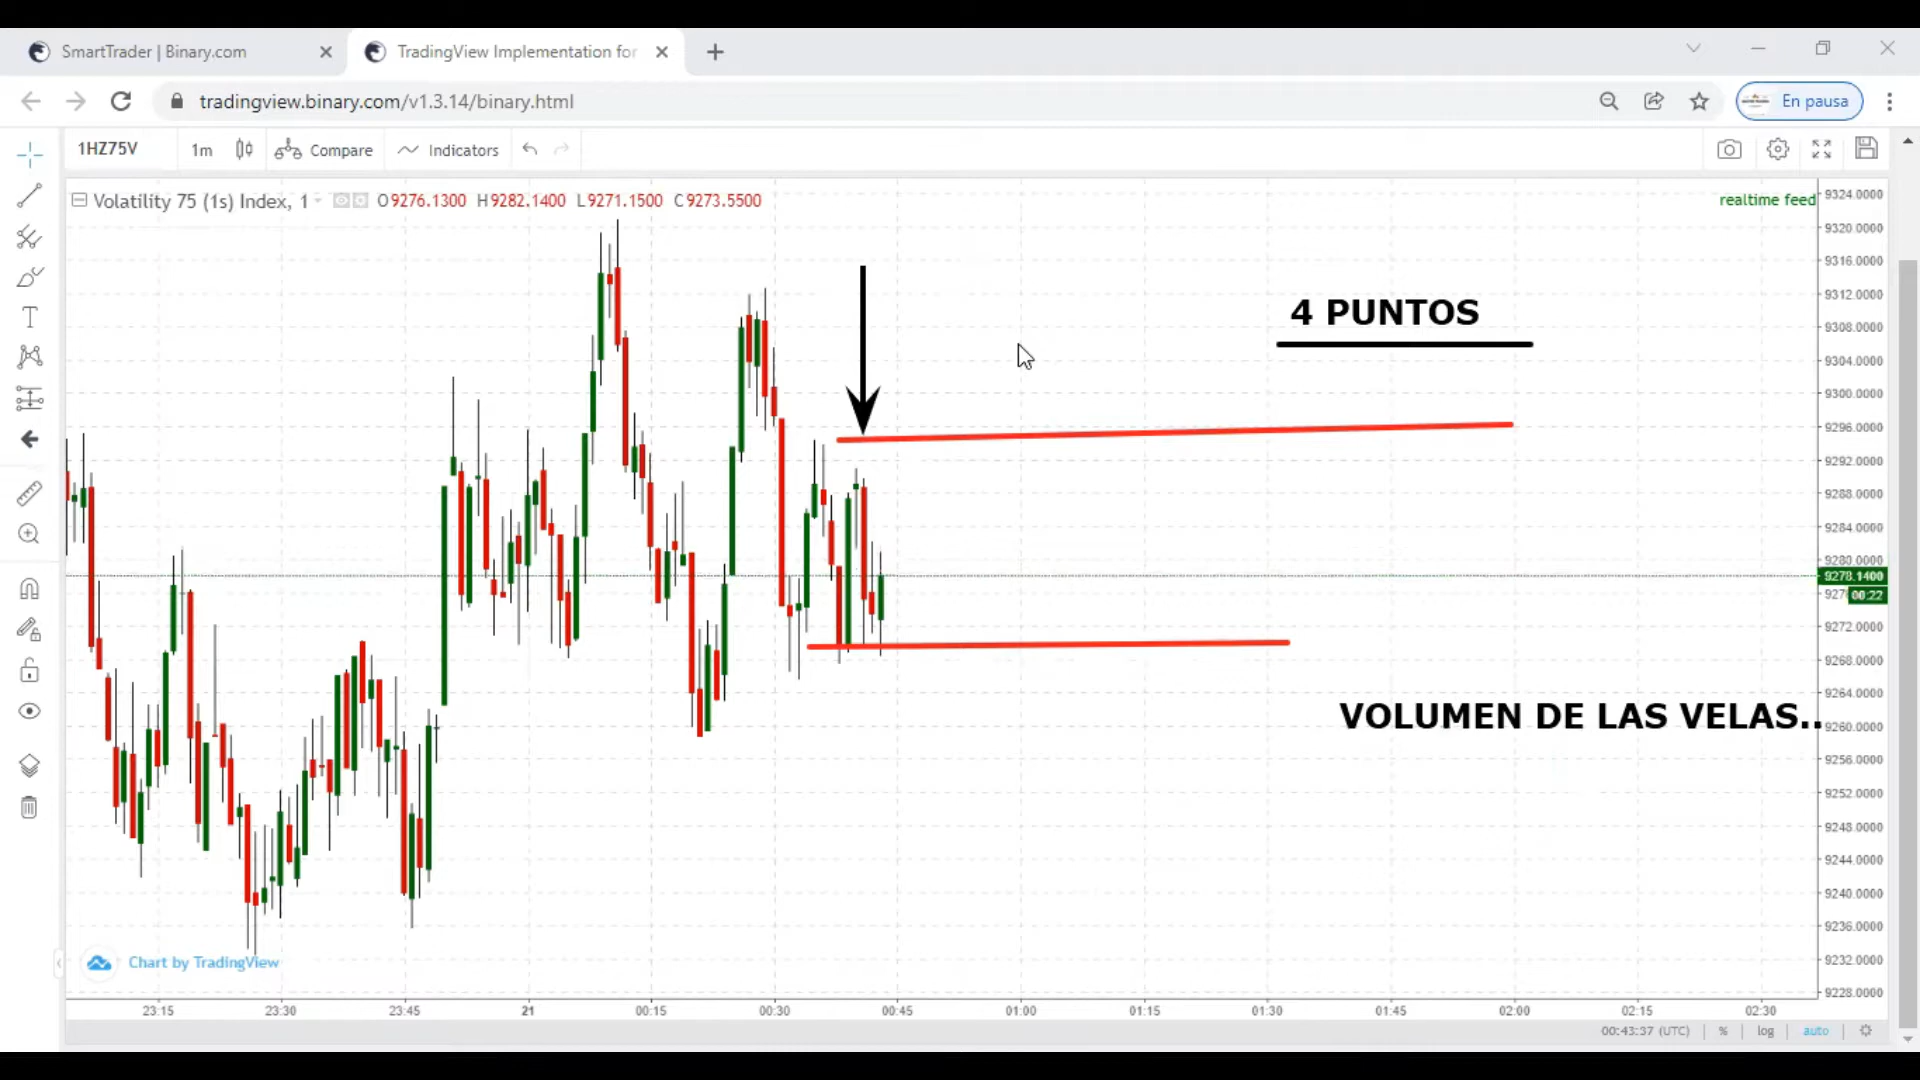 SmartTrader | Binary.com
TradingView Implementation for
tradingview.binary.com/v1.3.14/binary.html
En pausa
1HZ75V
1m
Compare
Indicators
Volatility 75 (1s) Index, 1
O9276.1300 H9282.1400 L9271.1500 C9273.5500
realtime feed
9324.0000
9320.0000
9316.0000
9312.0000
4 PUNTOS
9308.0000
9304.0000
9300.0000
9296.0000
9292.0000
9288.0000
9284.0000
9280.0000
9278.1400
00:22
9272.0000
9268.0000
9264.0000
VOLUMEN DE LAS VELAS..
9260.0000
9256.0000
9252.0000
9248.0000
9244.0000
9240.0000
9236.0000
9232.0000
9228.0000
Chart by TradingView
23:15 23:30 23:45 21 00:15 00:30 00:45 01:00 01:15 01:30 01:45 02:00 02:15 02:30
00:43:37 (UTC) % log auto